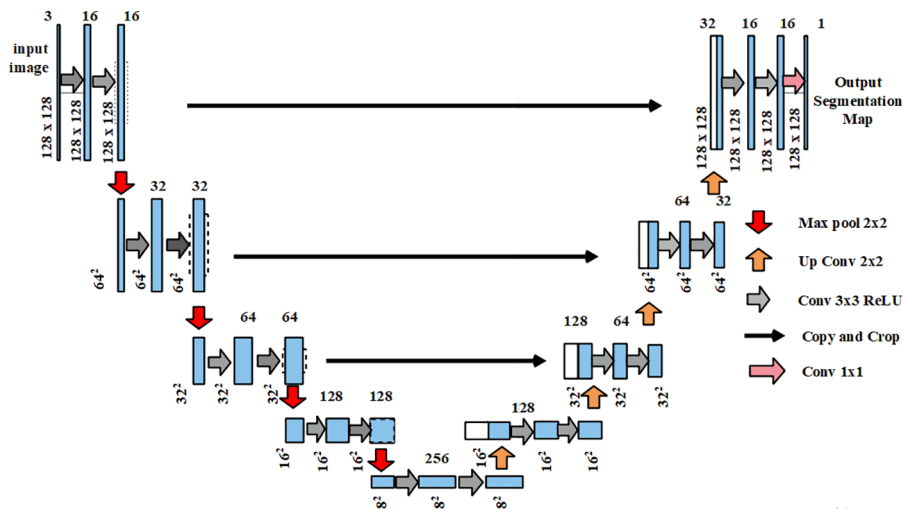 3 16 16
input
image
128 x 128
128 x 128
128 x 128
32 16 16 1
Output
Segmentation
Map
128 x 128
128 x 128
128 x 128
128 x 128
32 32
64²
64²
64²
64 32
64²
64²
64²
64 64
32²
32²
32²
128 64
32²
32²
32²
128 128
16²
16²
16²
128
16²
16²
16²
256
8²
8²
8²
Max pool 2x2
Up Conv 2x2
Conv 3x3 ReLU
Copy and Crop
Conv 1x1